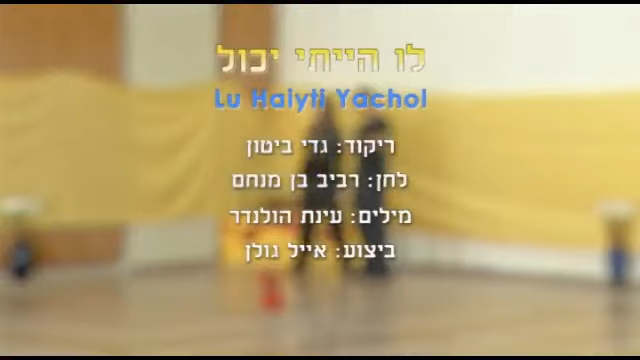 לו הייתי יכול
Lu Haiyti Yachol
ריקוד: גדי ביטון
לחן: רביב בן מנחם
מילים: עינת הולנדר
ביצוע: אייל גולן